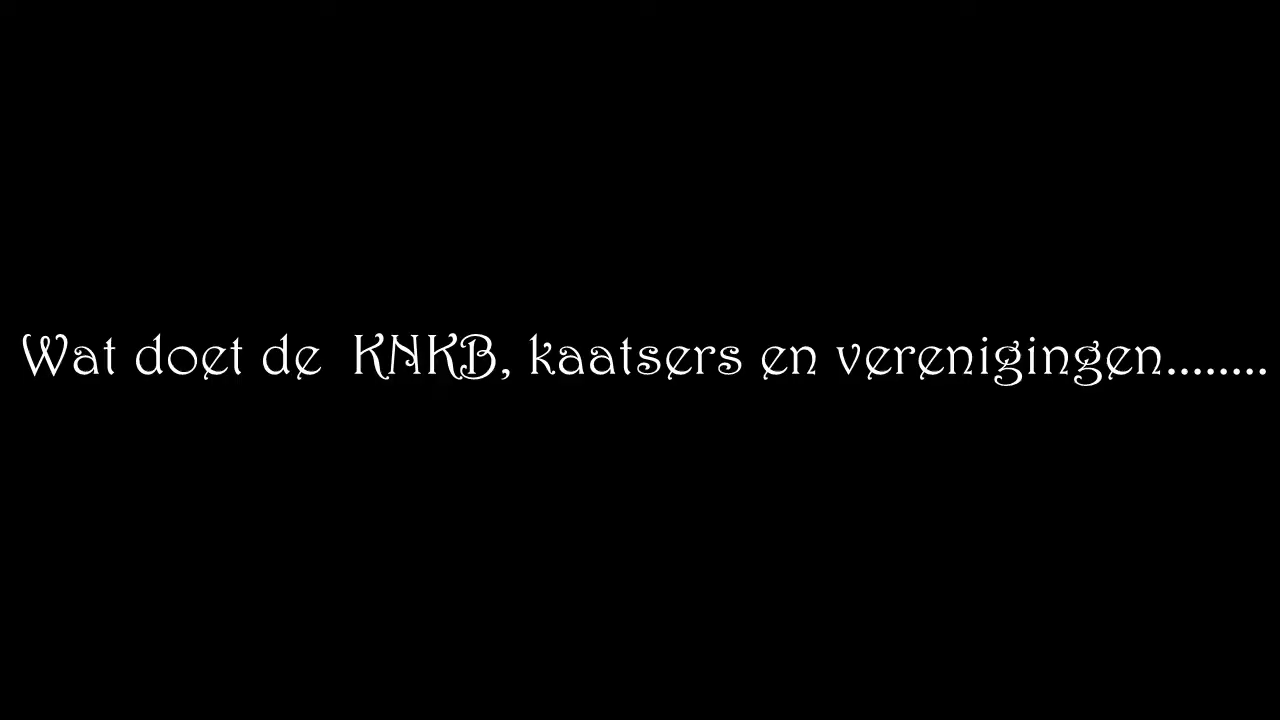 Wat doet de  KNKB, kaatsers en verenigingen........